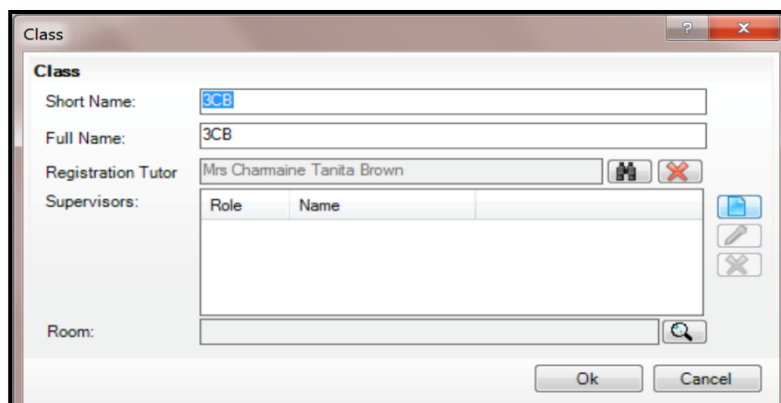 Class
?
x
Class
Short Name: 3CB
Full Name: 3CB
Registration Tutor Mrs Charmaine Tanita Brown
Supervisors: Role Name
Room:
Ok Cancel